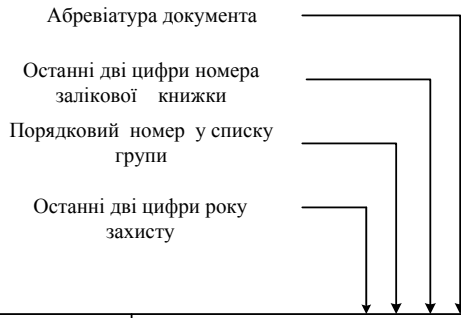 Абревіатура документа
Останні дві цифри номера
залікової книжки
Порядковий номер у списку
групи
Останні дві цифри року
захисту